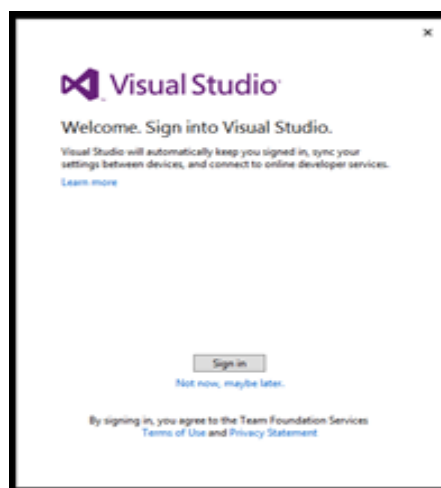 Visual Studio
Welcome. Sign into Visual Studio.
Visual Studio will automatically keep you signed in, sync your
settings between devices, and connect to online developer services.
Learn more
Sign in
Not now, maybe later.
By signing in, you agree to the Team Foundation Services
Terms of Use and Privacy Statement